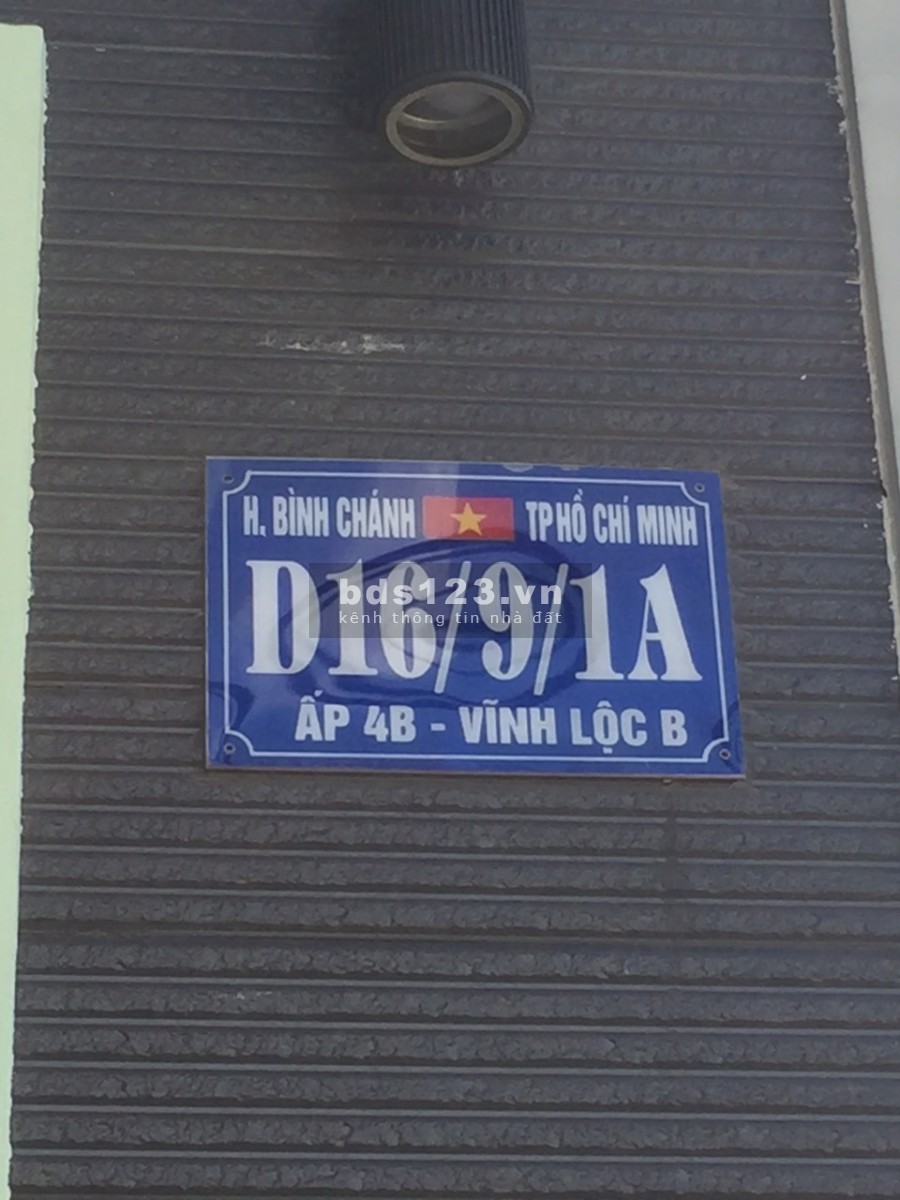 H. BÌNH CHÁNH TP HỒ CHÍ MINH
D16/9/1A
bds123.vn
kênh thông tin nhà đất
ẤP 4B - VĨNH LỘC B